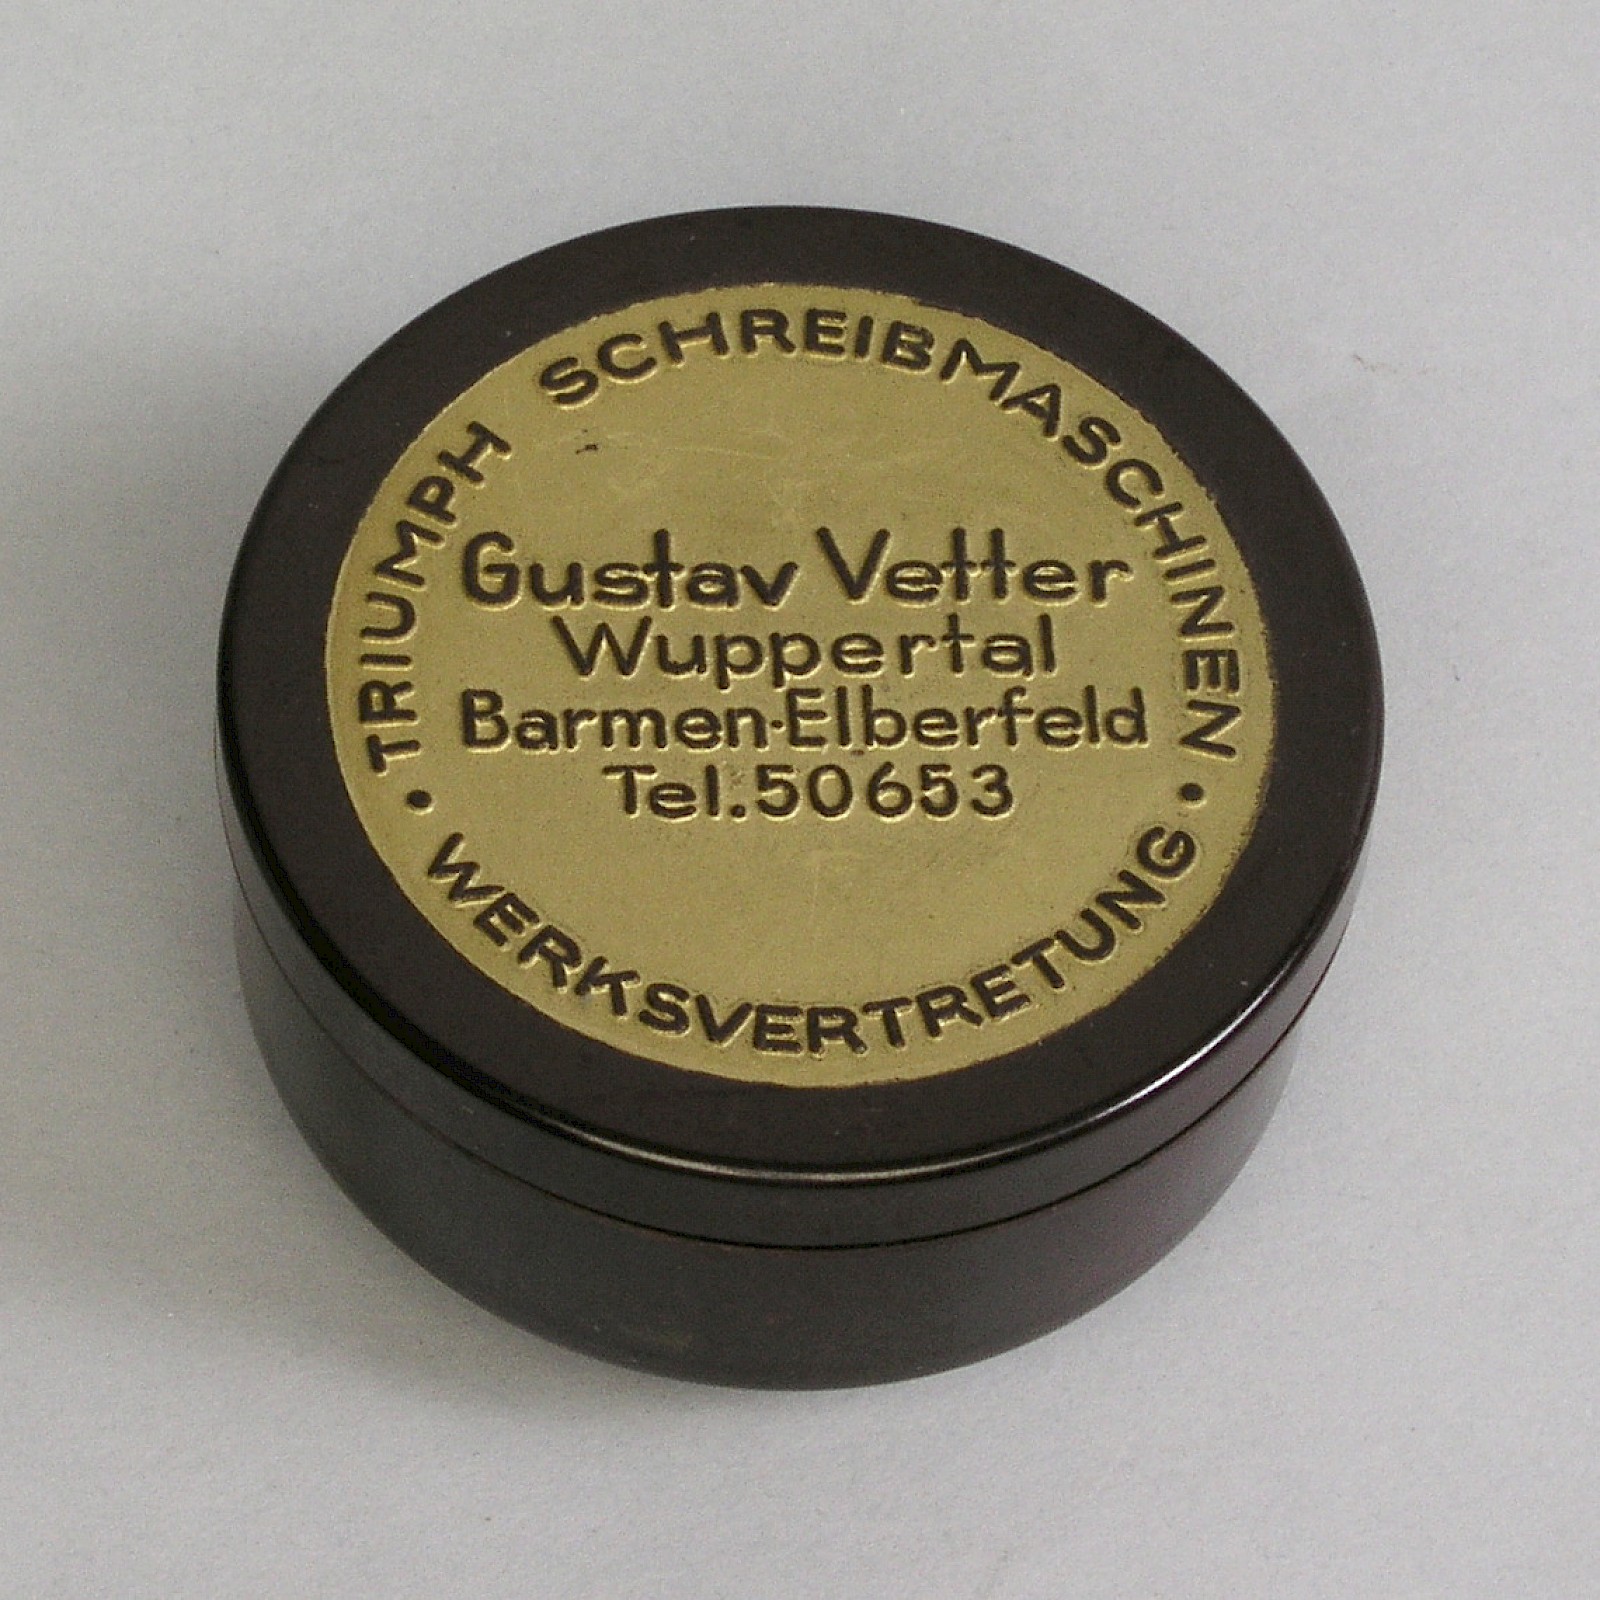 TRIUMPH SCHREIBMASCHINEN
Gustav Vetter
Wuppertal
Barmen-Elberfeld
Tel. 50653
• WERKSVERTRETUNG •